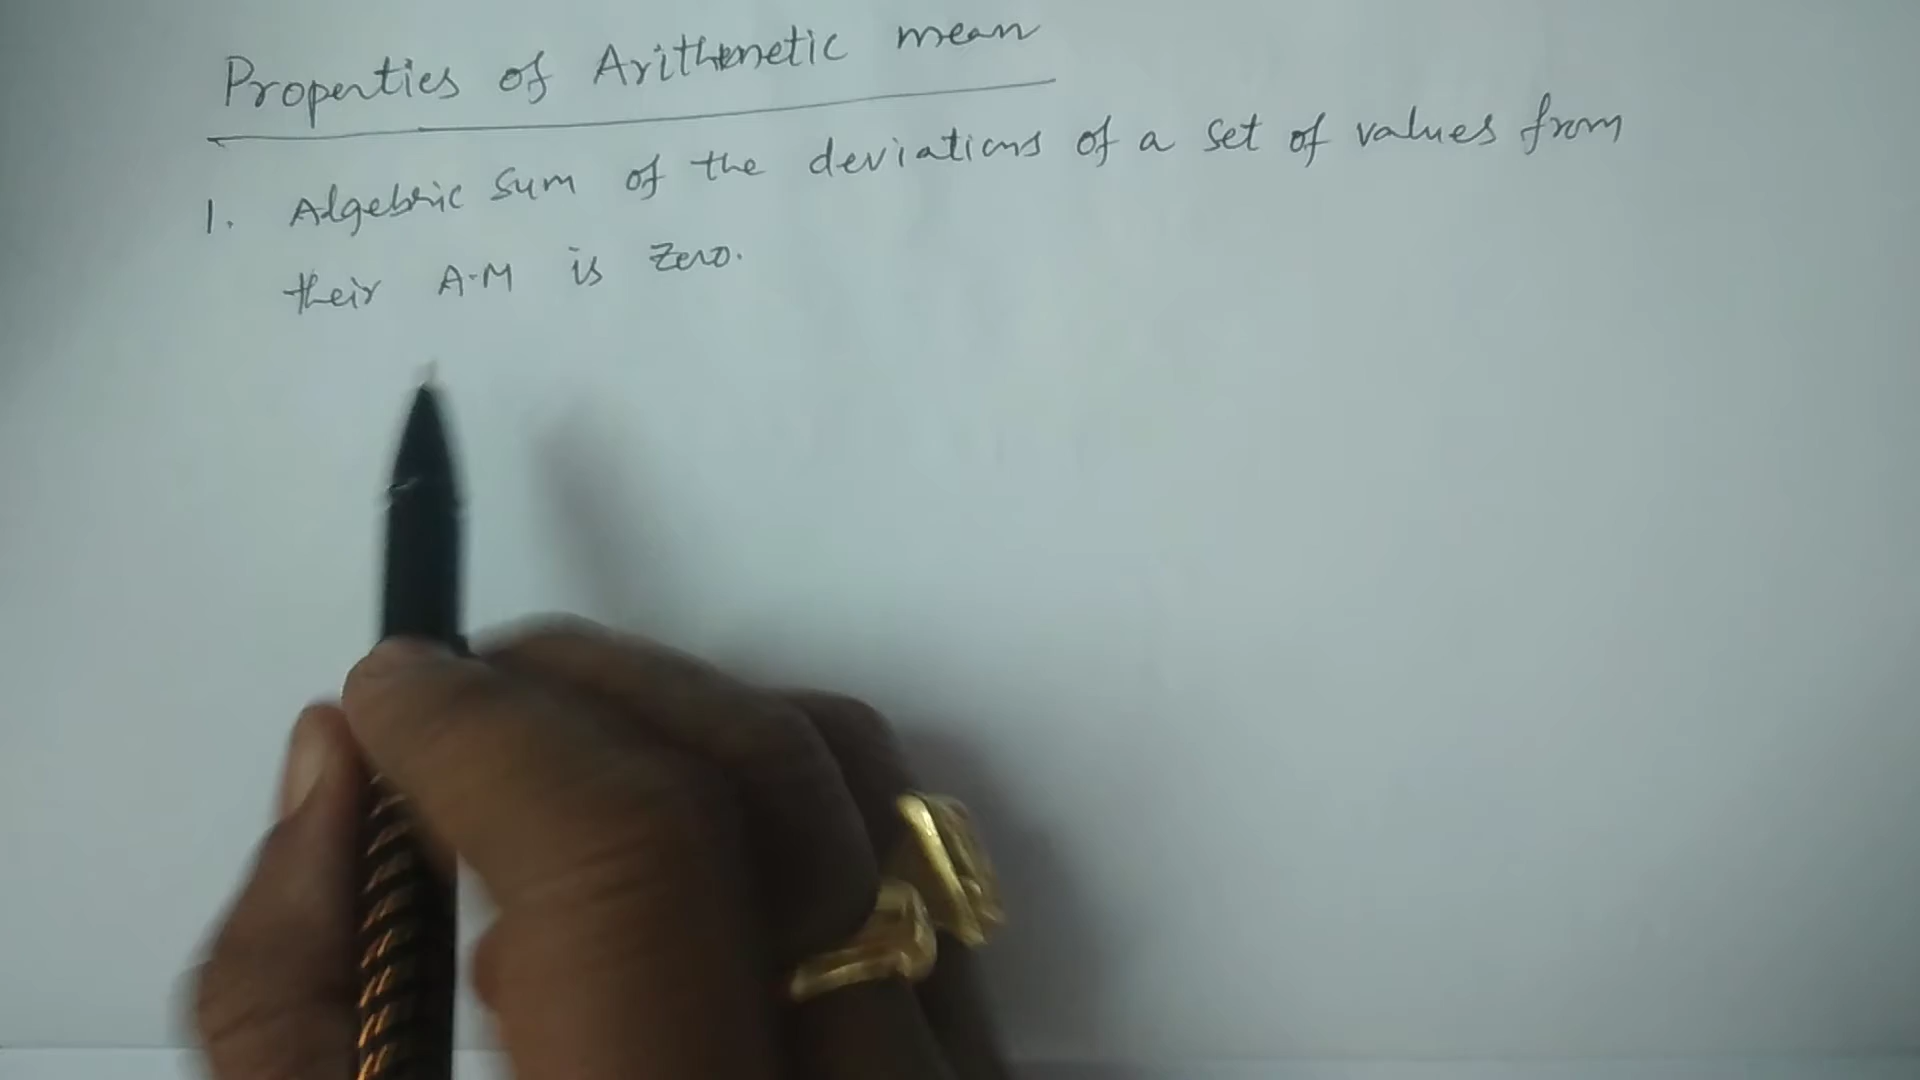 Properties of Arithmetic mean
1. Algebric sum of the deviations of a set of values from
their A.M is zero.